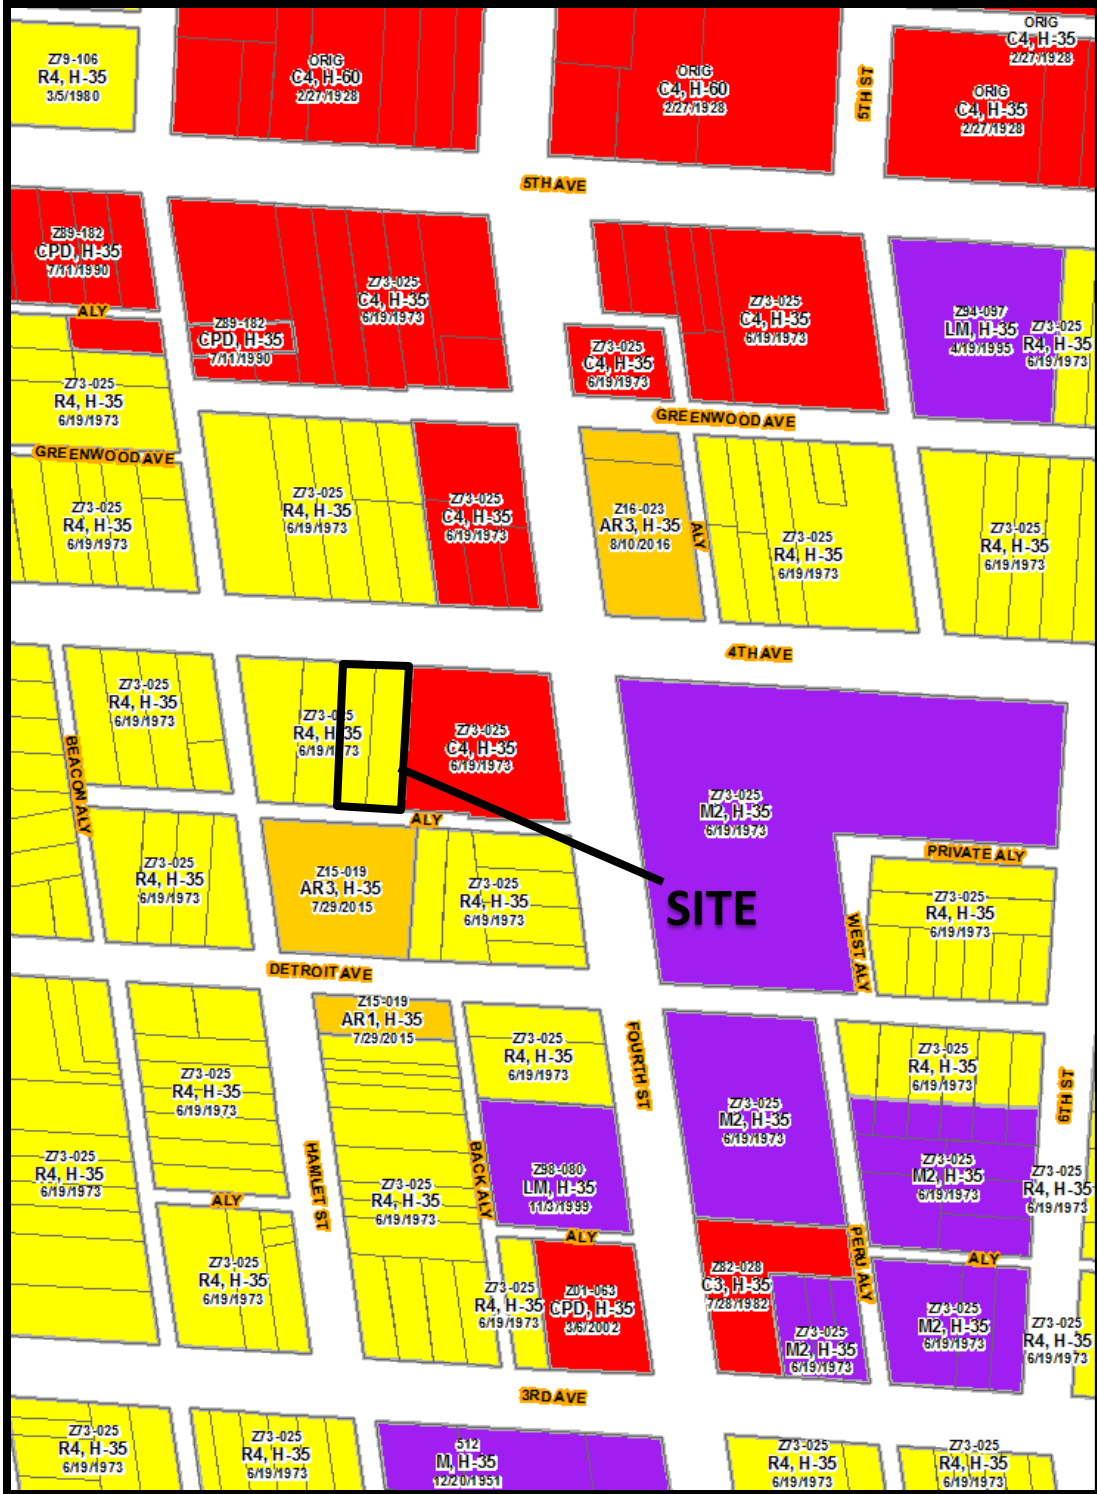 Z79-106
R4, H-35
3/5/1980
ORIG
C4, H-60
2/27/1928
ORIG
C4, H-60
2/27/1928
5TH ST
ORIG
C4, H-35
2/27/1928
ORIG
C4, H-35
2/27/1928
5TH AVE
Z89-182
CPD, H-35
7/11/1990
ALY
Z89-182
CPD, H-35
7/11/1990
Z73-025
C4, H-35
6/19/1973
Z73-025
C4, H-35
6/19/1973
Z73-025
C4, H-35
6/19/1973
Z94-097
LM, H-35
4/19/1995
Z73-025
R4, H-35
6/19/1973
Z73-025
R4, H-35
6/19/1973
GREENWOOD AVE
GREENWOOD AVE
Z73-025
R4, H-35
6/19/1973
Z73-025
R4, H-35
6/19/1973
Z73-025
C4, H-35
6/19/1973
Z16-023
AR3, H-35
8/10/2016
ALY
Z73-025
R4, H-35
6/19/1973
Z73-025
R4, H-35
6/19/1973
4TH AVE
Z73-025
R4, H-35
6/19/1973
Z73-025
R4, H-35
6/19/1973
Z73-025
C4, H-35
6/19/1973
BEACON ALY
ALY
Z73-025
M2, H-35
6/19/1973
PRIVATE ALY
Z73-025
R4, H-35
6/19/1973
Z15-019
AR3, H-35
7/29/2015
Z73-025
R4, H-35
6/19/1973
SITE
WEST ALY
Z73-025
R4, H-35
6/19/1973
DETROIT AVE
Z15-019
AR1, H-35
7/29/2015
Z73-025
R4, H-35
6/19/1973
FOURTH ST
Z73-025
R4, H-35
6/19/1973
6TH ST
Z73-025
R4, H-35
6/19/1973
Z73-025
M2, H-35
6/19/1973
Z73-025
R4, H-35
6/19/1973
HAMLET ST
Z73-025
R4, H-35
6/19/1973
BACK ALY
Z98-080
LM, H-35
11/3/1999
Z73-025
M2, H-35
6/19/1973
Z73-025
R4, H-35
6/19/1973
ALY
ALY
PERU ALY
ALY
Z73-025
R4, H-35
6/19/1973
Z73-025
R4, H-35
6/19/1973
Z01-063
CPD, H-35
3/6/2002
Z82-028
C3, H-35
7/28/1982
Z73-025
M2, H-35
6/19/1973
Z73-025
M2, H-35
6/19/1973
Z73-025
R4, H-35
6/19/1973
3RD AVE
Z73-025
R4, H-35
6/19/1973
Z73-025
R4, H-35
6/19/1973
512
M, H-35
12/20/1951
Z73-025
R4, H-35
6/19/1973
Z73-025
R4, H-35
6/19/1973